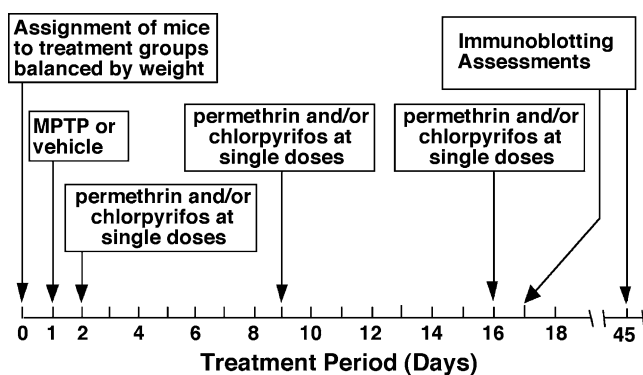 Assignment of mice
to treatment groups
balanced by weight
Immunoblotting
Assessments
MPTP or
vehicle
permethrin and/or
chlorpyrifos at
single doses
permethrin and/or
chlorpyrifos at
single doses
permethrin and/or
chlorpyrifos at
single doses
0 1 2 4 6 8 10 12 14 16 18 45
Treatment Period (Days)